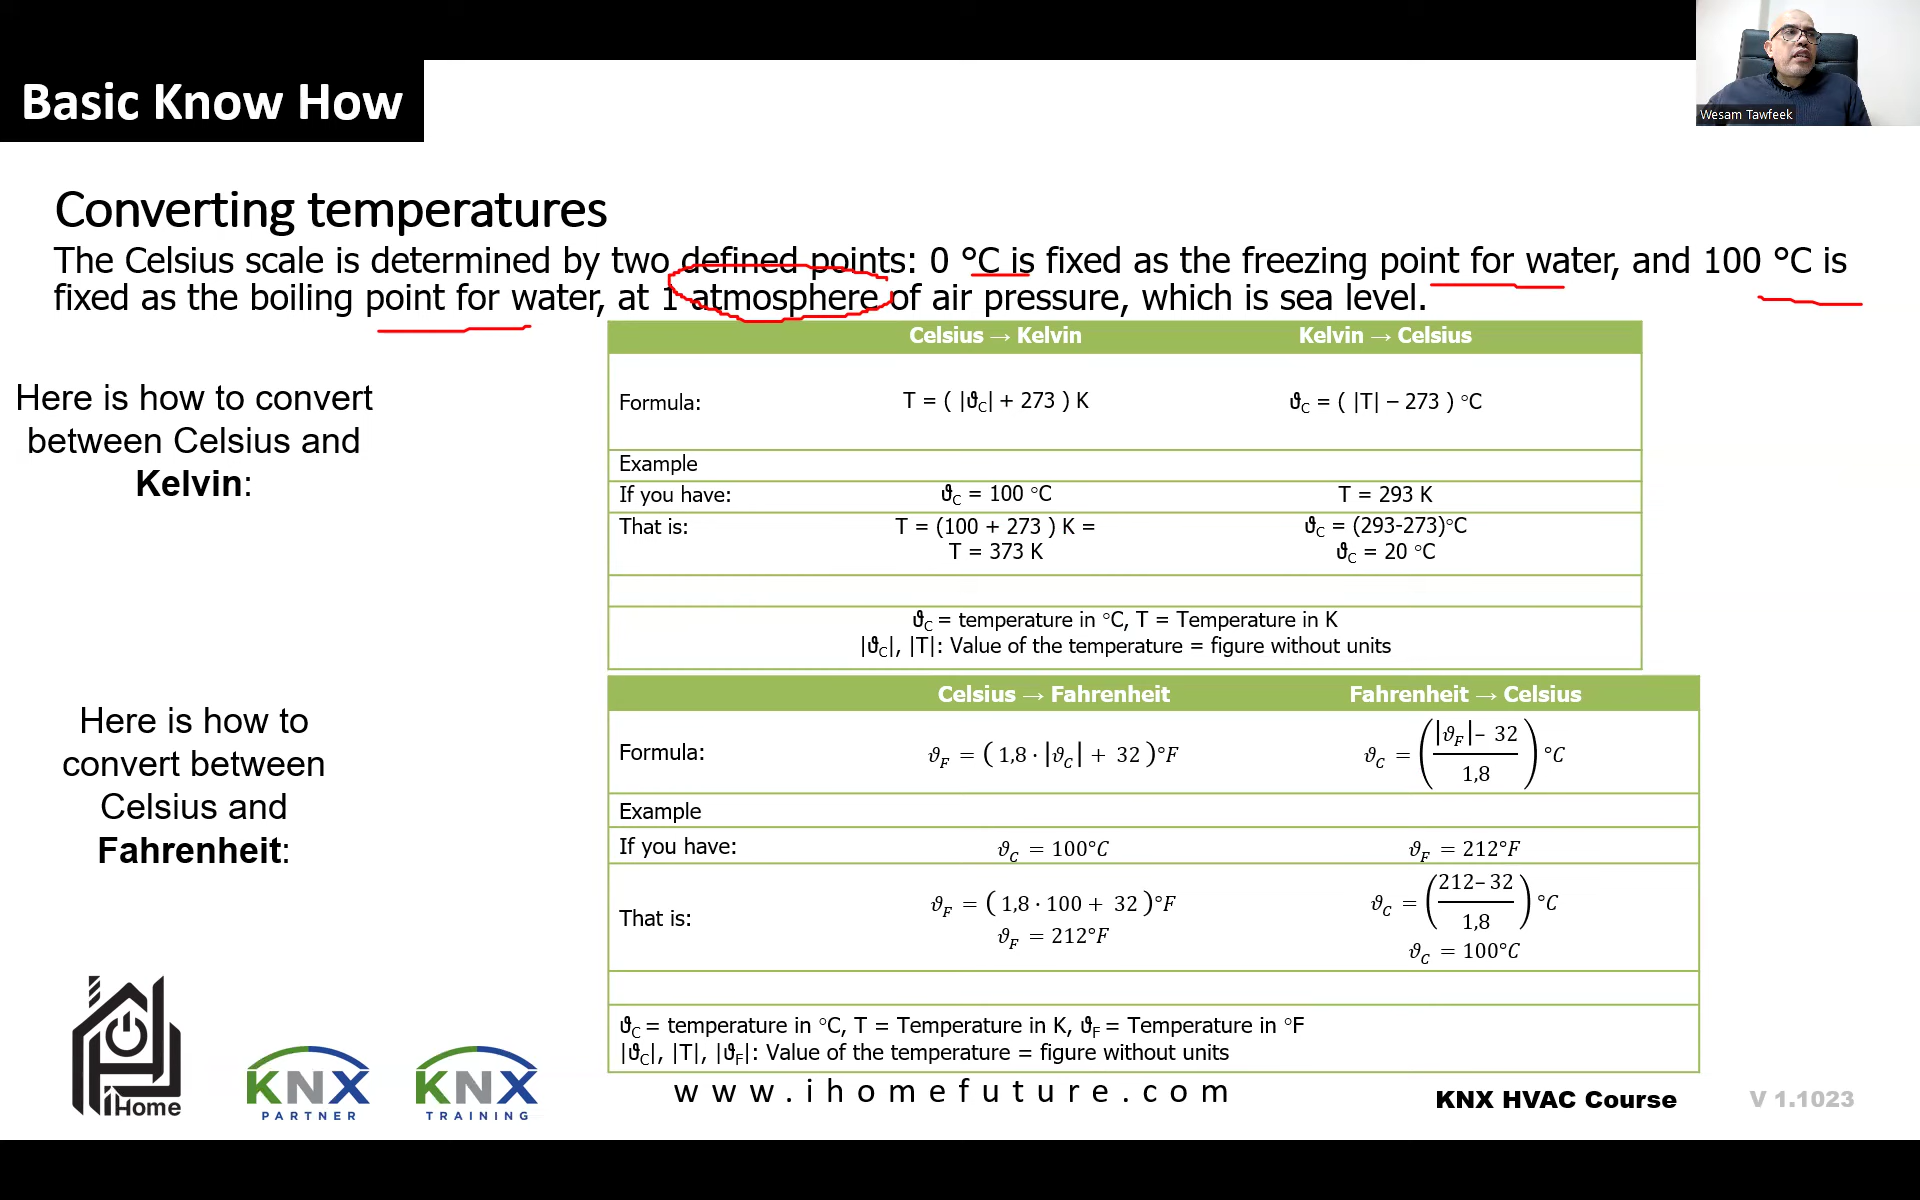 Wesam Tawfeek
Basic Know How
Converting temperatures
The Celsius scale is determined by two defined points: 0 °C is fixed as the freezing point for water, and 100 °C is
fixed as the boiling point for water, at 1 atmosphere of air pressure, which is sea level.
Here is how to convert
between Celsius and
Kelvin:
Celsius → Kelvin Kelvin → Celsius
Formula: T = ( |ϑC| + 273 ) K ϑC = ( |T| – 273 ) °C
Example
If you have: ϑC = 100 °C T = 293 K
That is: T = (100 + 273 ) K = ϑC = (293-273)°C
T = 373 K ϑC = 20 °C
ϑC = temperature in °C, T = Temperature in K
|ϑC|, |T|: Value of the temperature = figure without units
Here is how to
convert between
Celsius and
Fahrenheit:
Celsius → Fahrenheit Fahrenheit → Celsius
Formula: ϑF = ( 1,8 · |ϑC| + 32 )°F ϑC = ( |ϑF| – 32 / 1,8 ) °C
Example
If you have: ϑC = 100°C ϑF = 212°F
That is: ϑF = ( 1,8 · 100 + 32 )°F ϑC = ( 212– 32 / 1,8 ) °C
ϑF = 212°F ϑC = 100°C
ϑC = temperature in °C, T = Temperature in K, ϑF = Temperature in °F
|ϑC|, |T|, |ϑF|: Value of the temperature = figure without units
iHome
KNX
PARTNER
KNX
TRAINING
www.ihomefuture.com
KNX HVAC Course
V 1.1023